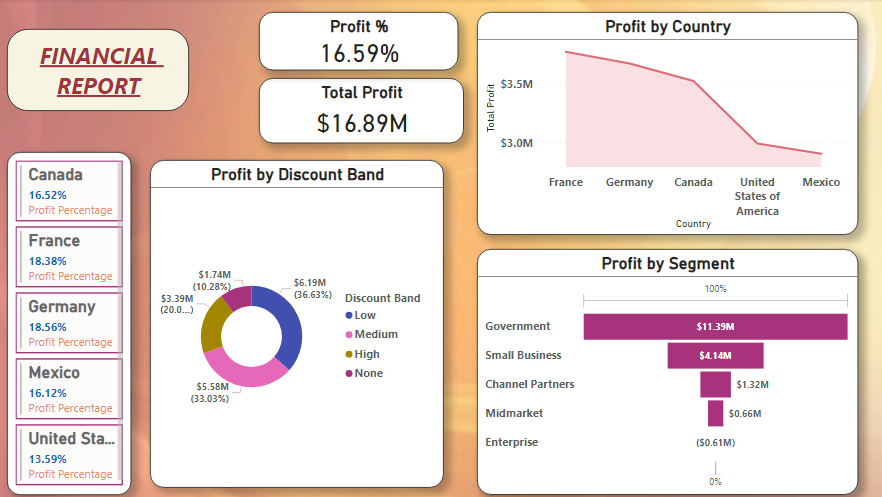 FINANCIAL
REPORT
Profit %
16.59%
Total Profit
$16.89M
Canada
16.52%
Profit Percentage
France
18.38%
Profit Percentage
Germany
18.56%
Profit Percentage
Mexico
16.12%
Profit Percentage
United Sta...
13.59%
Profit Percentage
Profit by Discount Band
$1.74M
(10.28%)
$6.19M
(36.63%)
$3.39M
(20.0...)
$5.58M
(33.03%)
Discount Band
Low
Medium
High
None
Profit by Country
Total Profit
$3.5M
$3.0M
France
Germany
Canada
United
States of
America
Mexico
Country
Profit by Segment
100%
Government
$11.39M
Small Business
$4.14M
Channel Partners
$1.32M
Midmarket
$0.66M
Enterprise
($0.61M)
0%